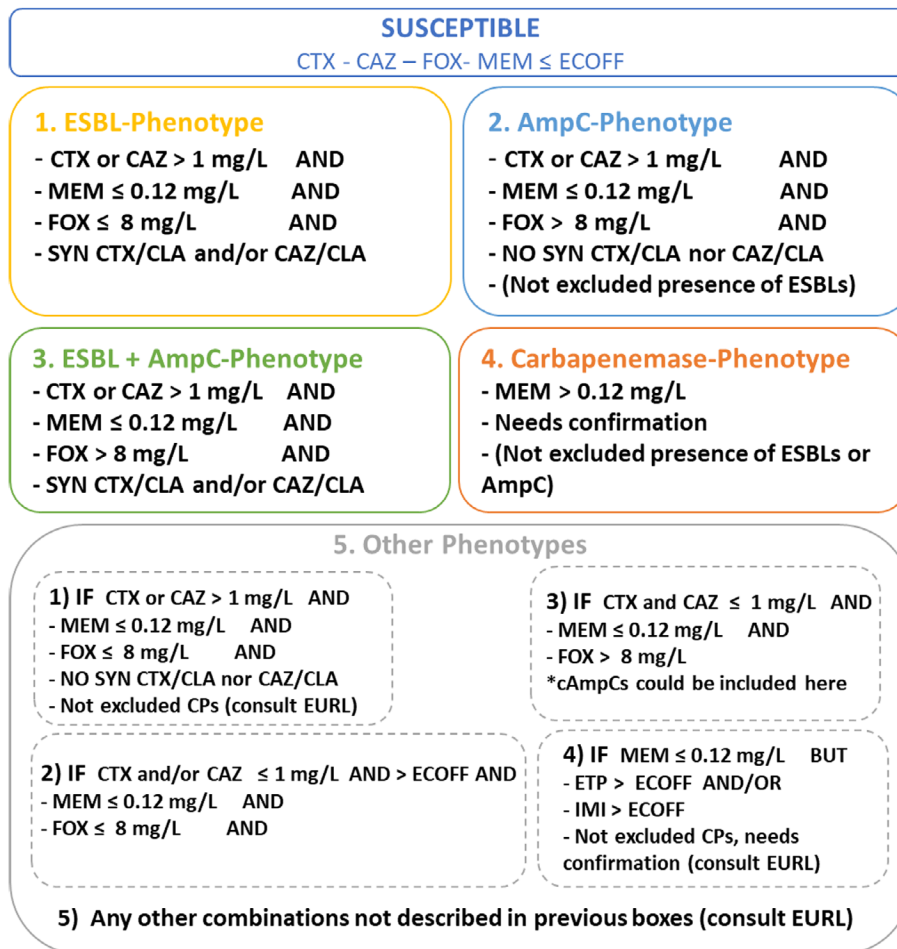 SUSCEPTIBLE
CTX - CAZ – FOX- MEM ≤ ECOFF
1. ESBL-Phenotype
- CTX or CAZ > 1 mg/L AND
- MEM ≤ 0.12 mg/L AND
- FOX ≤ 8 mg/L AND
- SYN CTX/CLA and/or CAZ/CLA
2. AmpC-Phenotype
- CTX or CAZ > 1 mg/L AND
- MEM ≤ 0.12 mg/L AND
- FOX > 8 mg/L AND
- NO SYN CTX/CLA nor CAZ/CLA
- (Not excluded presence of ESBLs)
3. ESBL + AmpC-Phenotype
- CTX or CAZ > 1 mg/L AND
- MEM ≤ 0.12 mg/L AND
- FOX > 8 mg/L AND
- SYN CTX/CLA and/or CAZ/CLA
4. Carbapenemase-Phenotype
- MEM > 0.12 mg/L
- Needs confirmation
- (Not excluded presence of ESBLs or
AmpC)
5. Other Phenotypes
1) IF CTX or CAZ > 1 mg/L AND
- MEM ≤ 0.12 mg/L AND
- FOX ≤ 8 mg/L AND
- NO SYN CTX/CLA nor CAZ/CLA
- Not excluded CPs (consult EURL)
2) IF CTX and/or CAZ ≤ 1 mg/L AND > ECOFF AND
- MEM ≤ 0.12 mg/L AND
- FOX ≤ 8 mg/L AND
3) IF CTX and CAZ ≤ 1 mg/L AND
- MEM ≤ 0.12 mg/L AND
- FOX > 8 mg/L
*cAmpCs could be included here
4) IF MEM ≤ 0.12 mg/L BUT
- ETP > ECOFF AND/OR
- IMI > ECOFF
- Not excluded CPs, needs
confirmation (consult EURL)
5) Any other combinations not described in previous boxes (consult EURL)